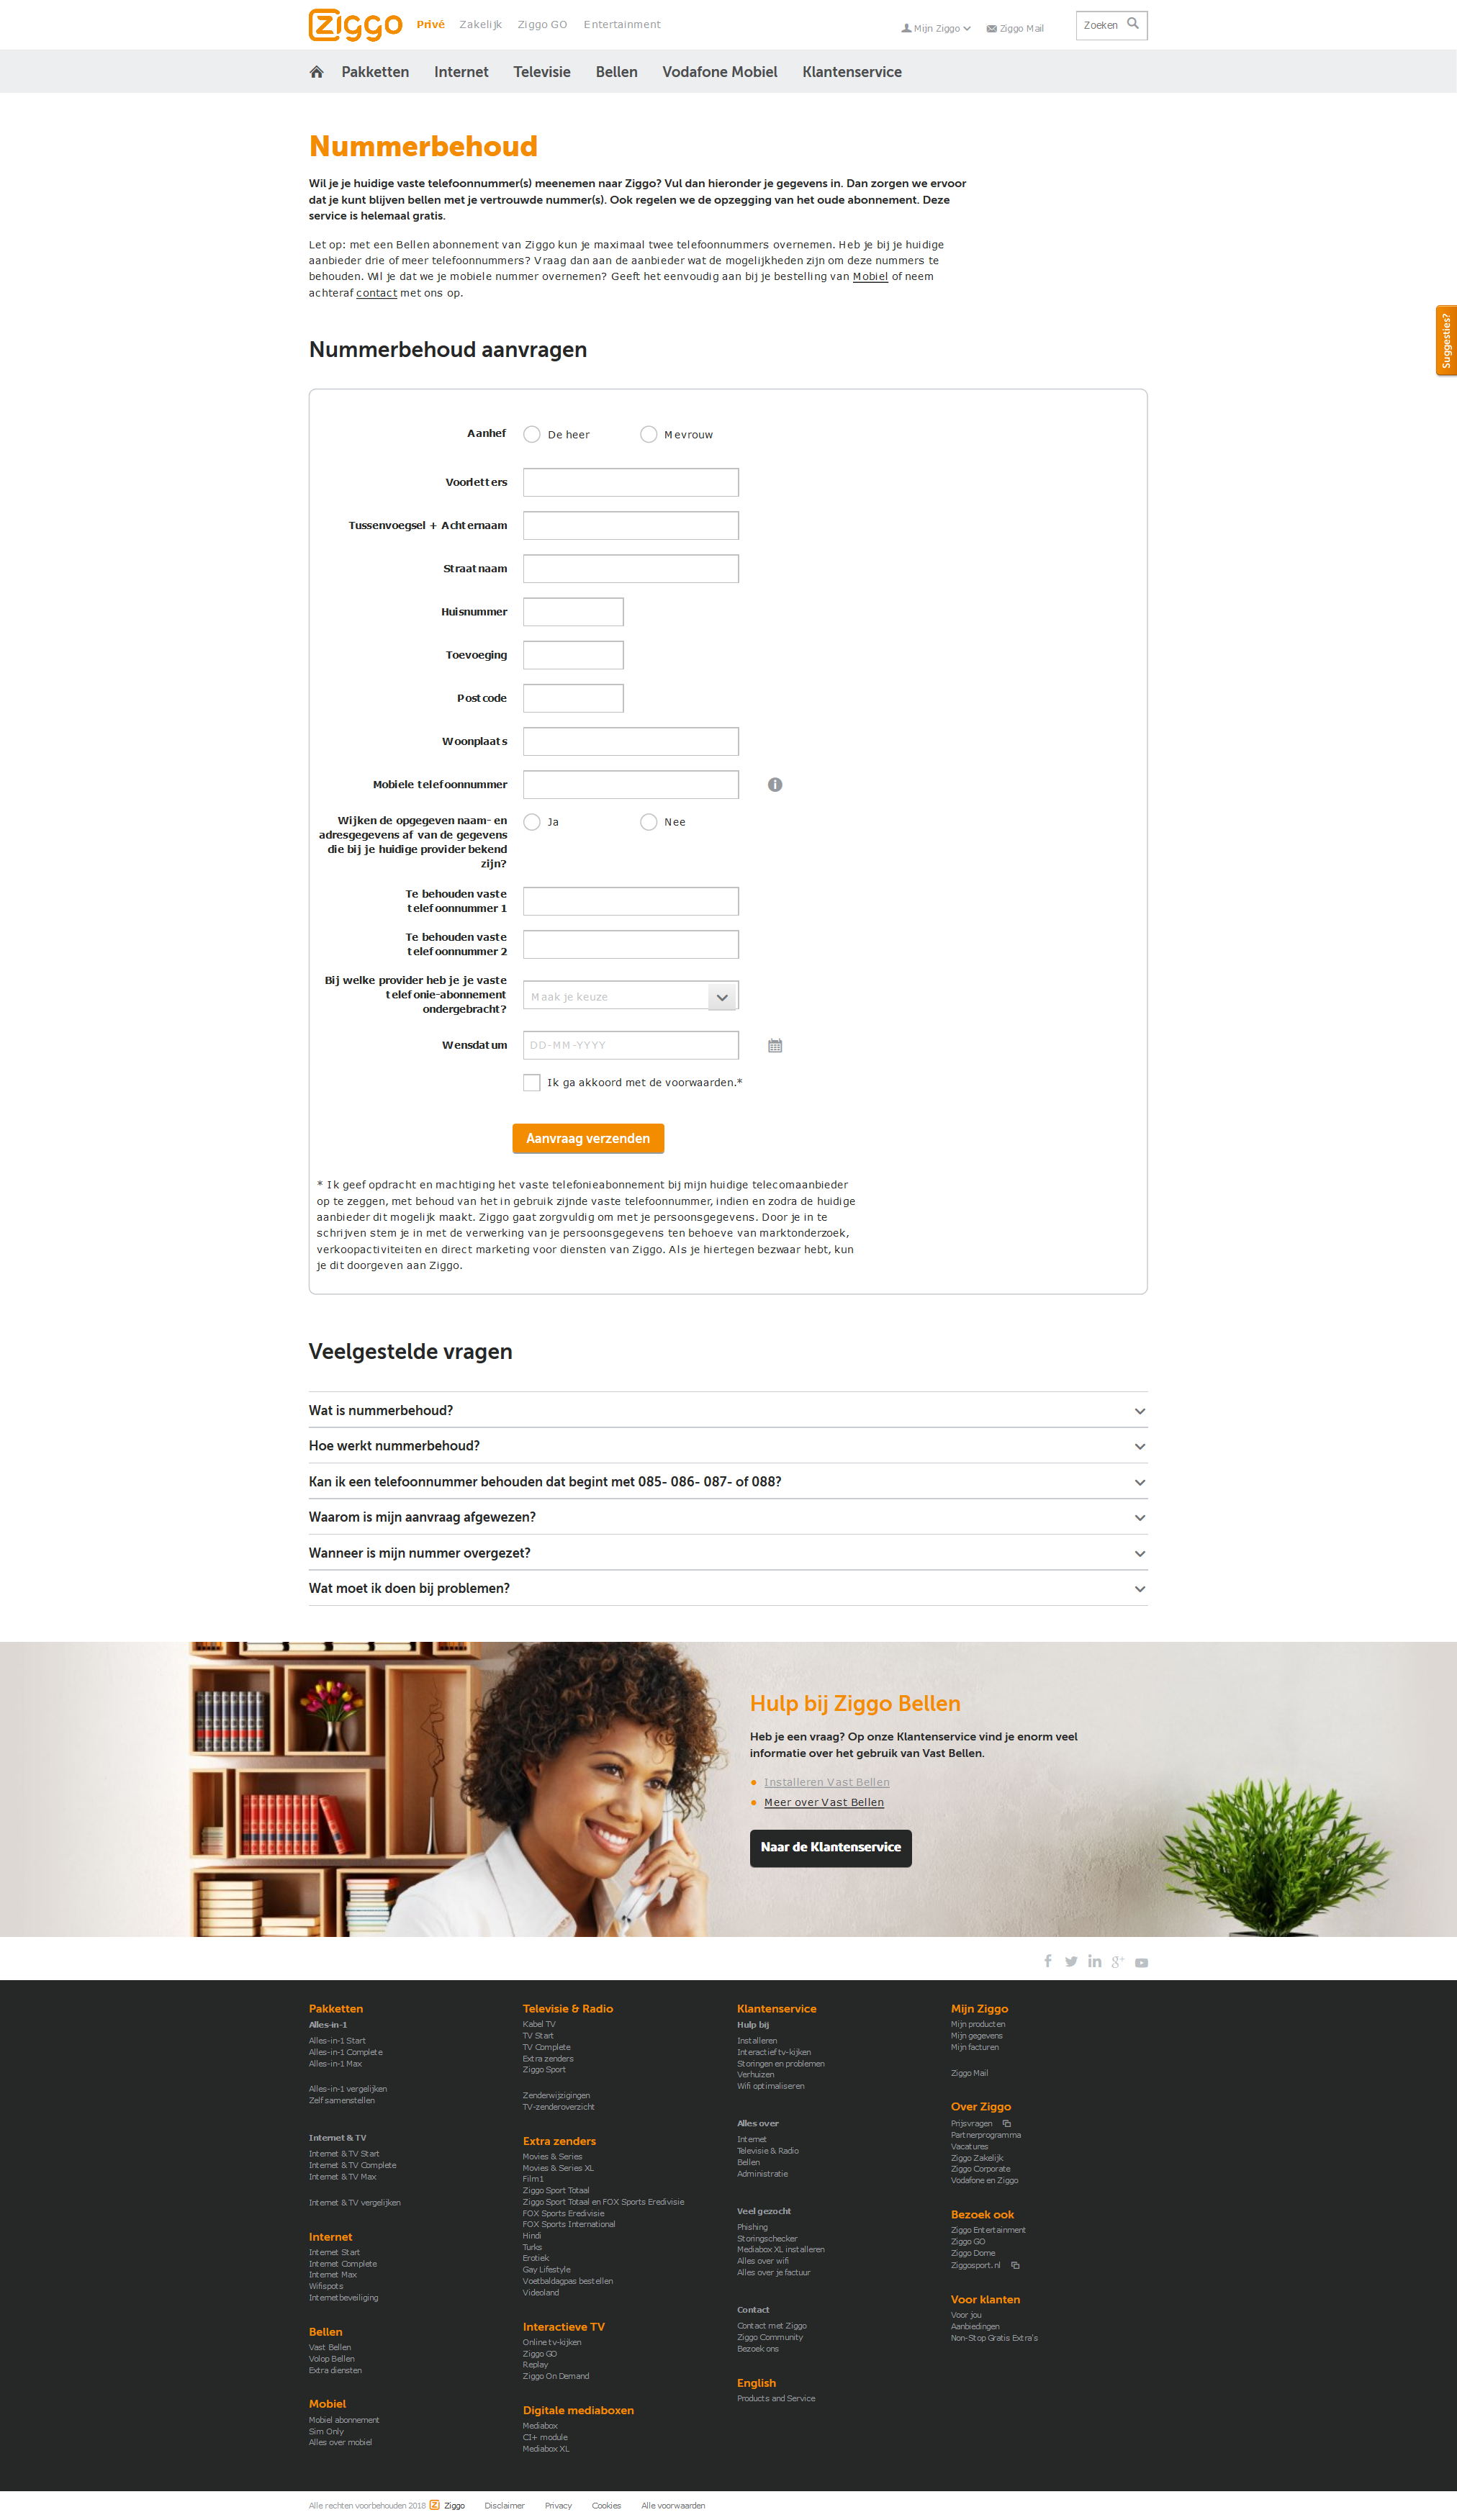 Ziggo Privé Zakelijk Ziggo GO Entertainment Mijn Ziggo Ziggo Mail Zoeken
Pakketten Internet Televisie Bellen Vodafone Mobiel Klantenservice
Nummerbehoud
Wil je je huidige vaste telefoonnummer(s) meenemen naar Ziggo? Vul dan hieronder je gegevens in. Dan zorgen we ervoor
dat je kunt blijven bellen met je vertrouwde nummer(s). Ook regelen we de opzegging van het oude abonnement. Deze
service is helemaal gratis.
Let op: met een Bellen abonnement van Ziggo kun je maximaal twee telefoonnummers overnemen. Heb je bij je huidige
aanbieder drie of meer telefoonnummers? Vraag dan aan de aanbieder wat de mogelijkheden zijn om deze nummers te
behouden. Wil je dat we je mobiele nummer overnemen? Geeft het eenvoudig aan bij je bestelling van Mobiel of neem
achteraf contact met ons op.
Suggesties?
Nummerbehoud aanvragen
Aanhef De heer Mevrouw
Voorletters
Tussenvoegsel + Achternaam
Straatnaam
Huisnummer
Toevoeging
Postcode
Woonplaats
Mobiele telefoonnummer
Wijken de opgegeven naam- en Ja Nee
adresgegevens af van de gegevens
die bij je huidige provider bekend
zijn?
Te behouden vaste
telefoonnummer 1
Te behouden vaste
telefoonnummer 2
Bij welke provider heb je je vaste
telefonie-abonnement Maak je keuze
ondergebracht?
Wensdatum DD-MM-YYYY
Ik ga akkoord met de voorwaarden.*
Aanvraag verzenden
* Ik geef opdracht en machtiging het vaste telefonieabonnement bij mijn huidige telecomaanbieder
op te zeggen, met behoud van het in gebruik zijnde vaste telefoonnummer, indien en zodra de huidige
aanbieder dit mogelijk maakt. Ziggo gaat zorgvuldig om met je persoonsgegevens. Door je in te
schrijven stem je in met de verwerking van je persoonsgegevens ten behoeve van marktonderzoek,
verkoopactiviteiten en direct marketing voor diensten van Ziggo. Als je hiertegen bezwaar hebt, kun
je dit doorgeven aan Ziggo.
Veelgestelde vragen
Wat is nummerbehoud?
Hoe werkt nummerbehoud?
Kan ik een telefoonnummer behouden dat begint met 085- 086- 087- of 088?
Waarom is mijn aanvraag afgewezen?
Wanneer is mijn nummer overgezet?
Wat moet ik doen bij problemen?
Hulp bij Ziggo Bellen
Heb je een vraag? Op onze Klantenservice vind je enorm veel
informatie over het gebruik van Vast Bellen.
Installeren Vast Bellen
Meer over Vast Bellen
Naar de Klantenservice
Pakketten
Alles-in-1
Alles-in-1 Start
Alles-in-1 Complete
Alles-in-1 Max
Alles-in-1 vergelijken
Zelf samenstellen
Internet & TV
Internet & TV Start
Internet & TV Complete
Internet & TV Max
Internet & TV vergelijken
Internet
Internet Start
Internet Complete
Internet Max
Wifispots
Internetbeveiliging
Bellen
Vast Bellen
Volop Bellen
Extra diensten
Mobiel
Mobiel abonnement
Sim Only
Alles over mobiel
Televisie & Radio
Kabel TV
TV Start
TV Complete
Extra zenders
Ziggo Sport
Zenderwijzigingen
TV-zenderoverzicht
Extra zenders
Movies & Series
Movies & Series XL
Film1
Ziggo Sport Totaal
Ziggo Sport Totaal en FOX Sports Eredivisie
FOX Sports Eredivisie
FOX Sports International
Hindi
Turks
Erotiek
Gay Lifestyle
Voetbaldagpas bestellen
Videoland
Interactieve TV
Online tv-kijken
Ziggo GO
Replay
Ziggo On Demand
Digitale mediaboxen
Mediabox
CI+ module
Mediabox XL
Klantenservice
Hulp bij
Installeren
Interactief tv-kijken
Storingen en problemen
Verhuizen
Wifi optimaliseren
Alles over
Internet
Televisie & Radio
Bellen
Administratie
Veel gezocht
Phishing
Storingschecker
Mediabox XL installeren
Alles over wifi
Alles over je factuur
Contact
Contact met Ziggo
Ziggo Community
Bezoek ons
English
Products and Service
Mijn Ziggo
Mijn producten
Mijn gegevens
Mijn facturen
Ziggo Mail
Over Ziggo
Prijsvragen
Partnerprogramma
Vacatures
Ziggo Zakelijk
Ziggo Corporate
Vodafone en Ziggo
Bezoek ook
Ziggo Entertainment
Ziggo GO
Ziggo Dome
Ziggosport.nl
Voor klanten
Voor jou
Aanbiedingen
Non-Stop Gratis Extra's
Alle rechten voorbehouden 2018 Ziggo Disclaimer Privacy Cookies Alle voorwaarden